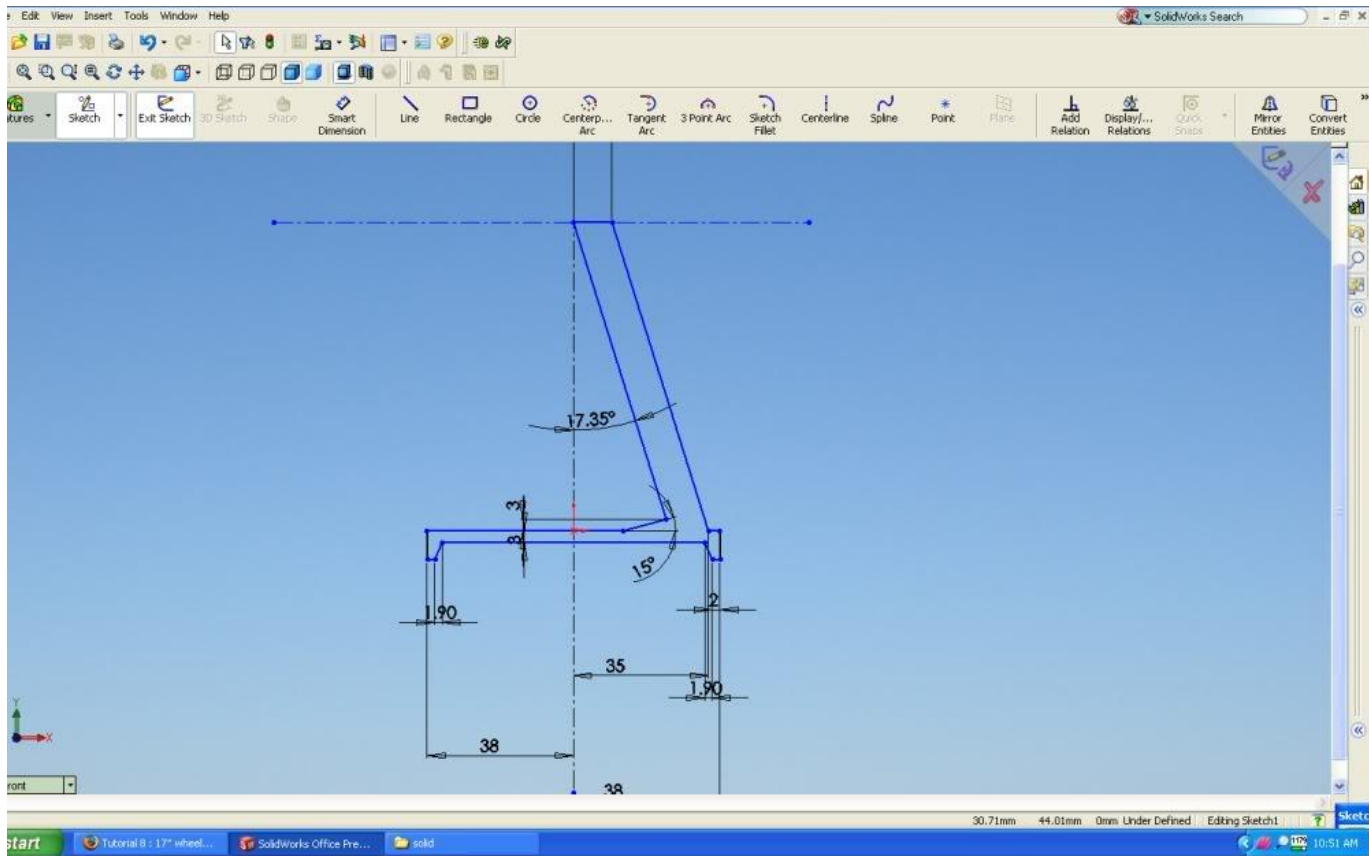 Edit View Insert Tools Window Help
SolidWorks Search
Sketch
Exit Sketch
3D Sketch
Shape
Smart Dimension
Line
Rectangle
Circle
Centerp... Arc
Tangent Arc
3 Point Arc
Sketch Fillet
Centerline
Spline
Point
Plane
Add Relation
Display/... Relations
Quick Snaps
Mirror Entities
Convert Entities
17.35°
3
3
15°
1.90
2
35
1.90
38
38
Y
X
ront
30.71mm 44.01mm 0mm Under Defined Editing Sketch1
start
Tutorial 8 : 17" wheel...
SolidWorks Office Pre...
solid
10:51 AM